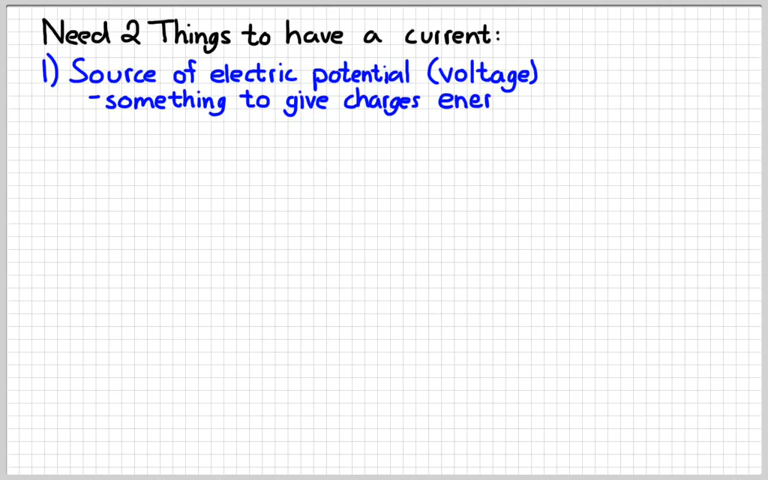 Need 2 Things to have a current:
1) Source of electric potential (voltage)
-something to give charges ener